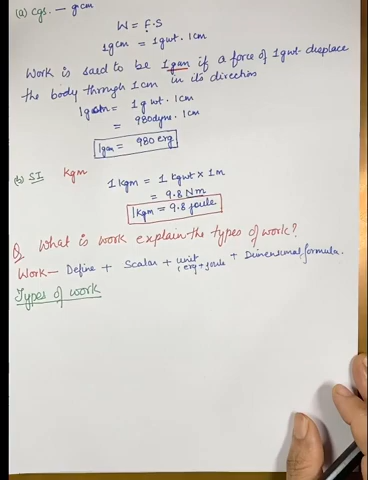 (a) cgs. — gcm
W = F.S
1gcm = 1gwt . 1cm
Work is said to be 1gcm if a force of 1gwt displace
the body through 1cm in its direction
1gcm = 1g wt . 1cm
= 980dyne . 1cm
1gcm = 980 erg
(b) SI kgm
1 kgm = 1 kgwt × 1m
= 9.8 Nm
1kgm = 9.8 joule
Q What is work explain the types of work?
Work — Define + Scalar + unit + Dimensional formula.
(erg + joule
Types of work